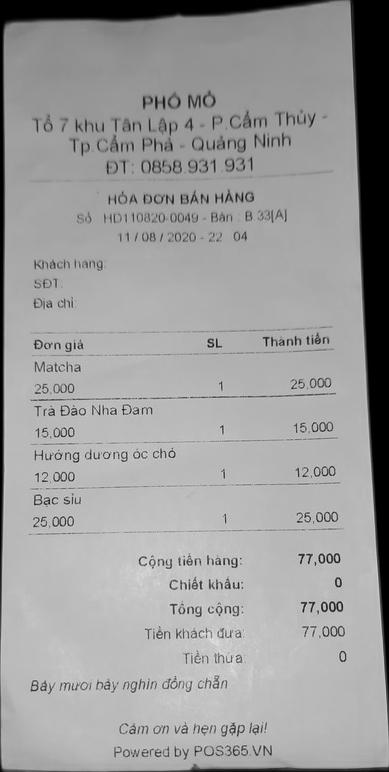 PHỐ MỎ
Tổ 7 khu Tân Lập 4 - P.Cẩm Thủy -
Tp.Cẩm Phả - Quảng Ninh
ĐT: 0858.931.931
HÓA ĐƠN BÁN HÀNG
Số HD110820-0049 - Bàn : B.33[A]
11/08/2020 - 22 04
Khách hàng:
SĐT:
Địa chỉ:
Đơn giá SL Thành tiền
Matcha
25,000 1 25,000
Trà Đào Nha Đam
15,000 1 15,000
Hướng dương óc chó
12,000 1 12,000
Bạc sỉu
25,000 1 25,000
Cộng tiền hàng: 77,000
Chiết khấu: 0
Tổng cộng: 77,000
Tiền khách đưa: 77,000
Tiền thừa: 0
Bảy mươi bảy nghìn đồng chẵn
Cảm ơn và hẹn gặp lại!
Powered by POS365.VN